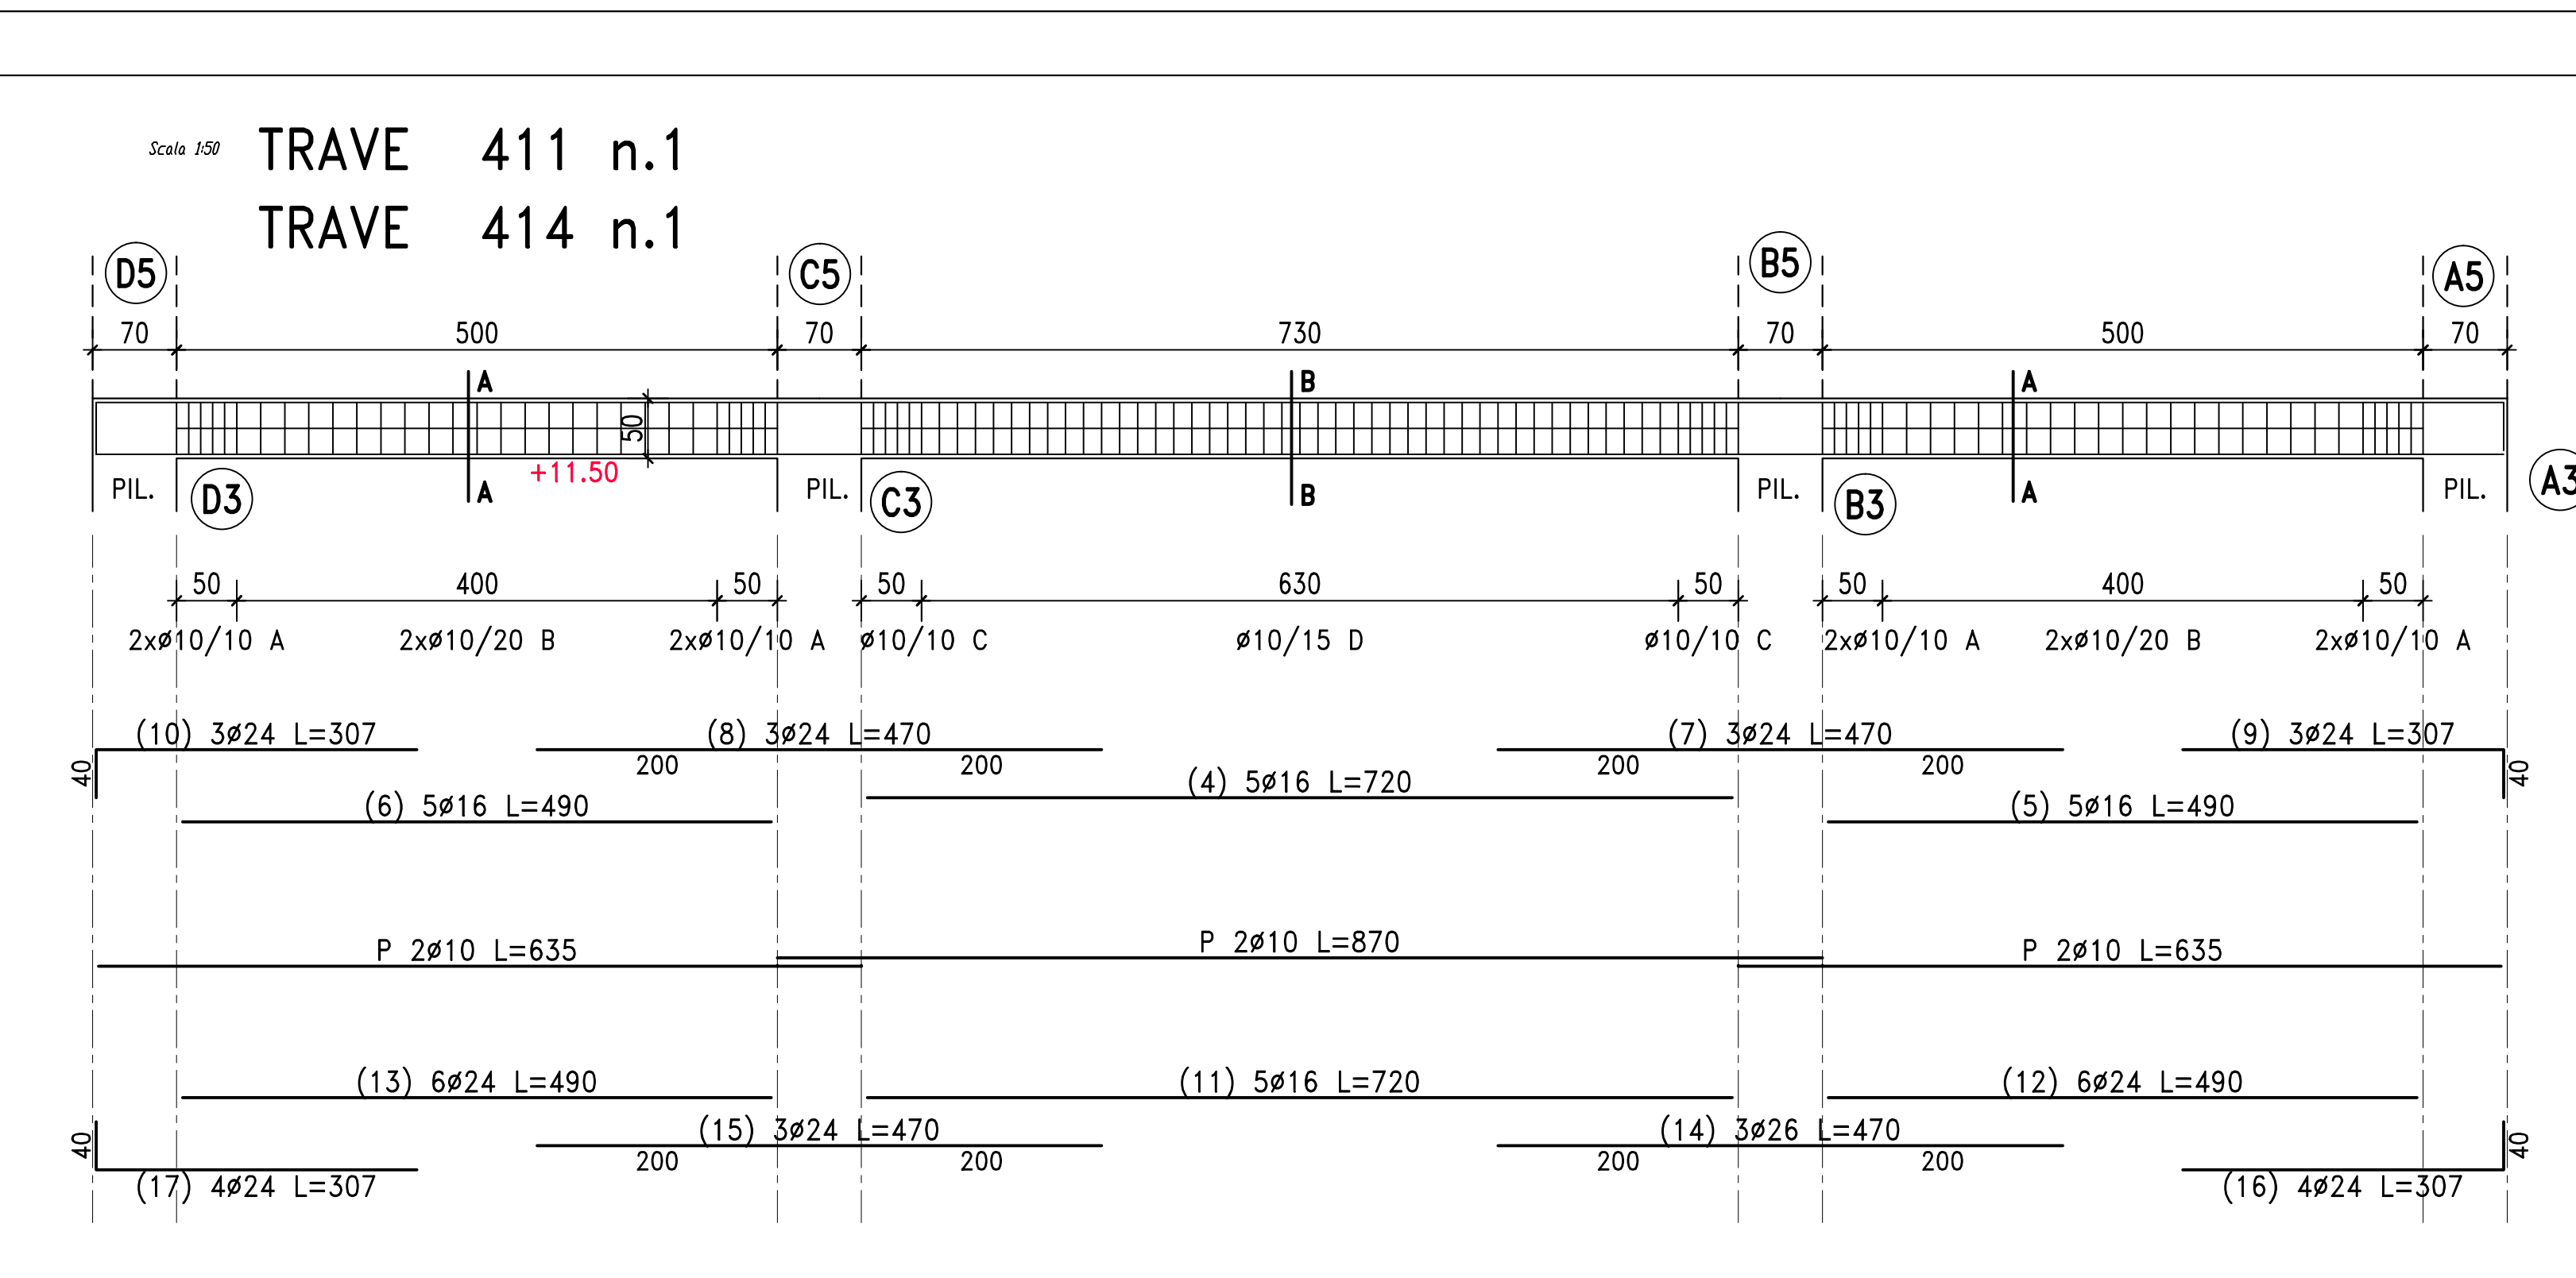 Scala 1:50 TRAVE 411 n.1
TRAVE 414 n.1
D5 C5 B5 A5
70 500 70 730 70 500 70
A B A
50
+11.50
PIL. PIL. PIL. PIL.
D3 A C3 B B3 A A3
50 400 50 50 630 50 50 400 50
2xø10/10 A 2xø10/20 B 2xø10/10 A ø10/10 C ø10/15 D ø10/10 C 2xø10/10 A 2xø10/20 B 2xø10/10 A
(10) 3ø24 L=307 (8) 3ø24 L=470 (7) 3ø24 L=470 (9) 3ø24 L=307
40 200 200 200 200 40
(4) 5ø16 L=720
(6) 5ø16 L=490 (5) 5ø16 L=490
P 2ø10 L=635 P 2ø10 L=870 P 2ø10 L=635
(13) 6ø24 L=490 (11) 5ø16 L=720 (12) 6ø24 L=490
(15) 3ø24 L=470 (14) 3ø26 L=470
40 200 200 200 200 40
(17) 4ø24 L=307 (16) 4ø24 L=307